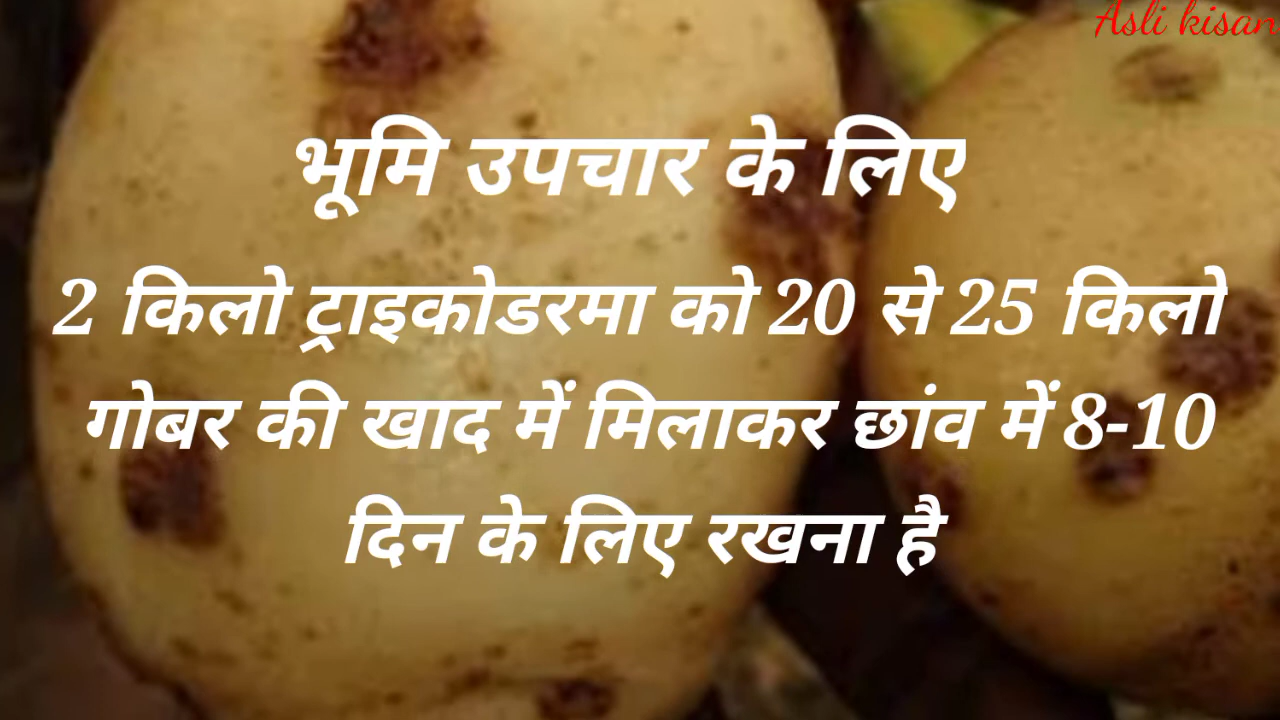 Asli kisan
भूमि उपचार के लिए
2 किलो ट्राइकोडरमा को 20 से 25 किलो
गोबर की खाद में मिलाकर छांव में 8-10
दिन के लिए रखना है